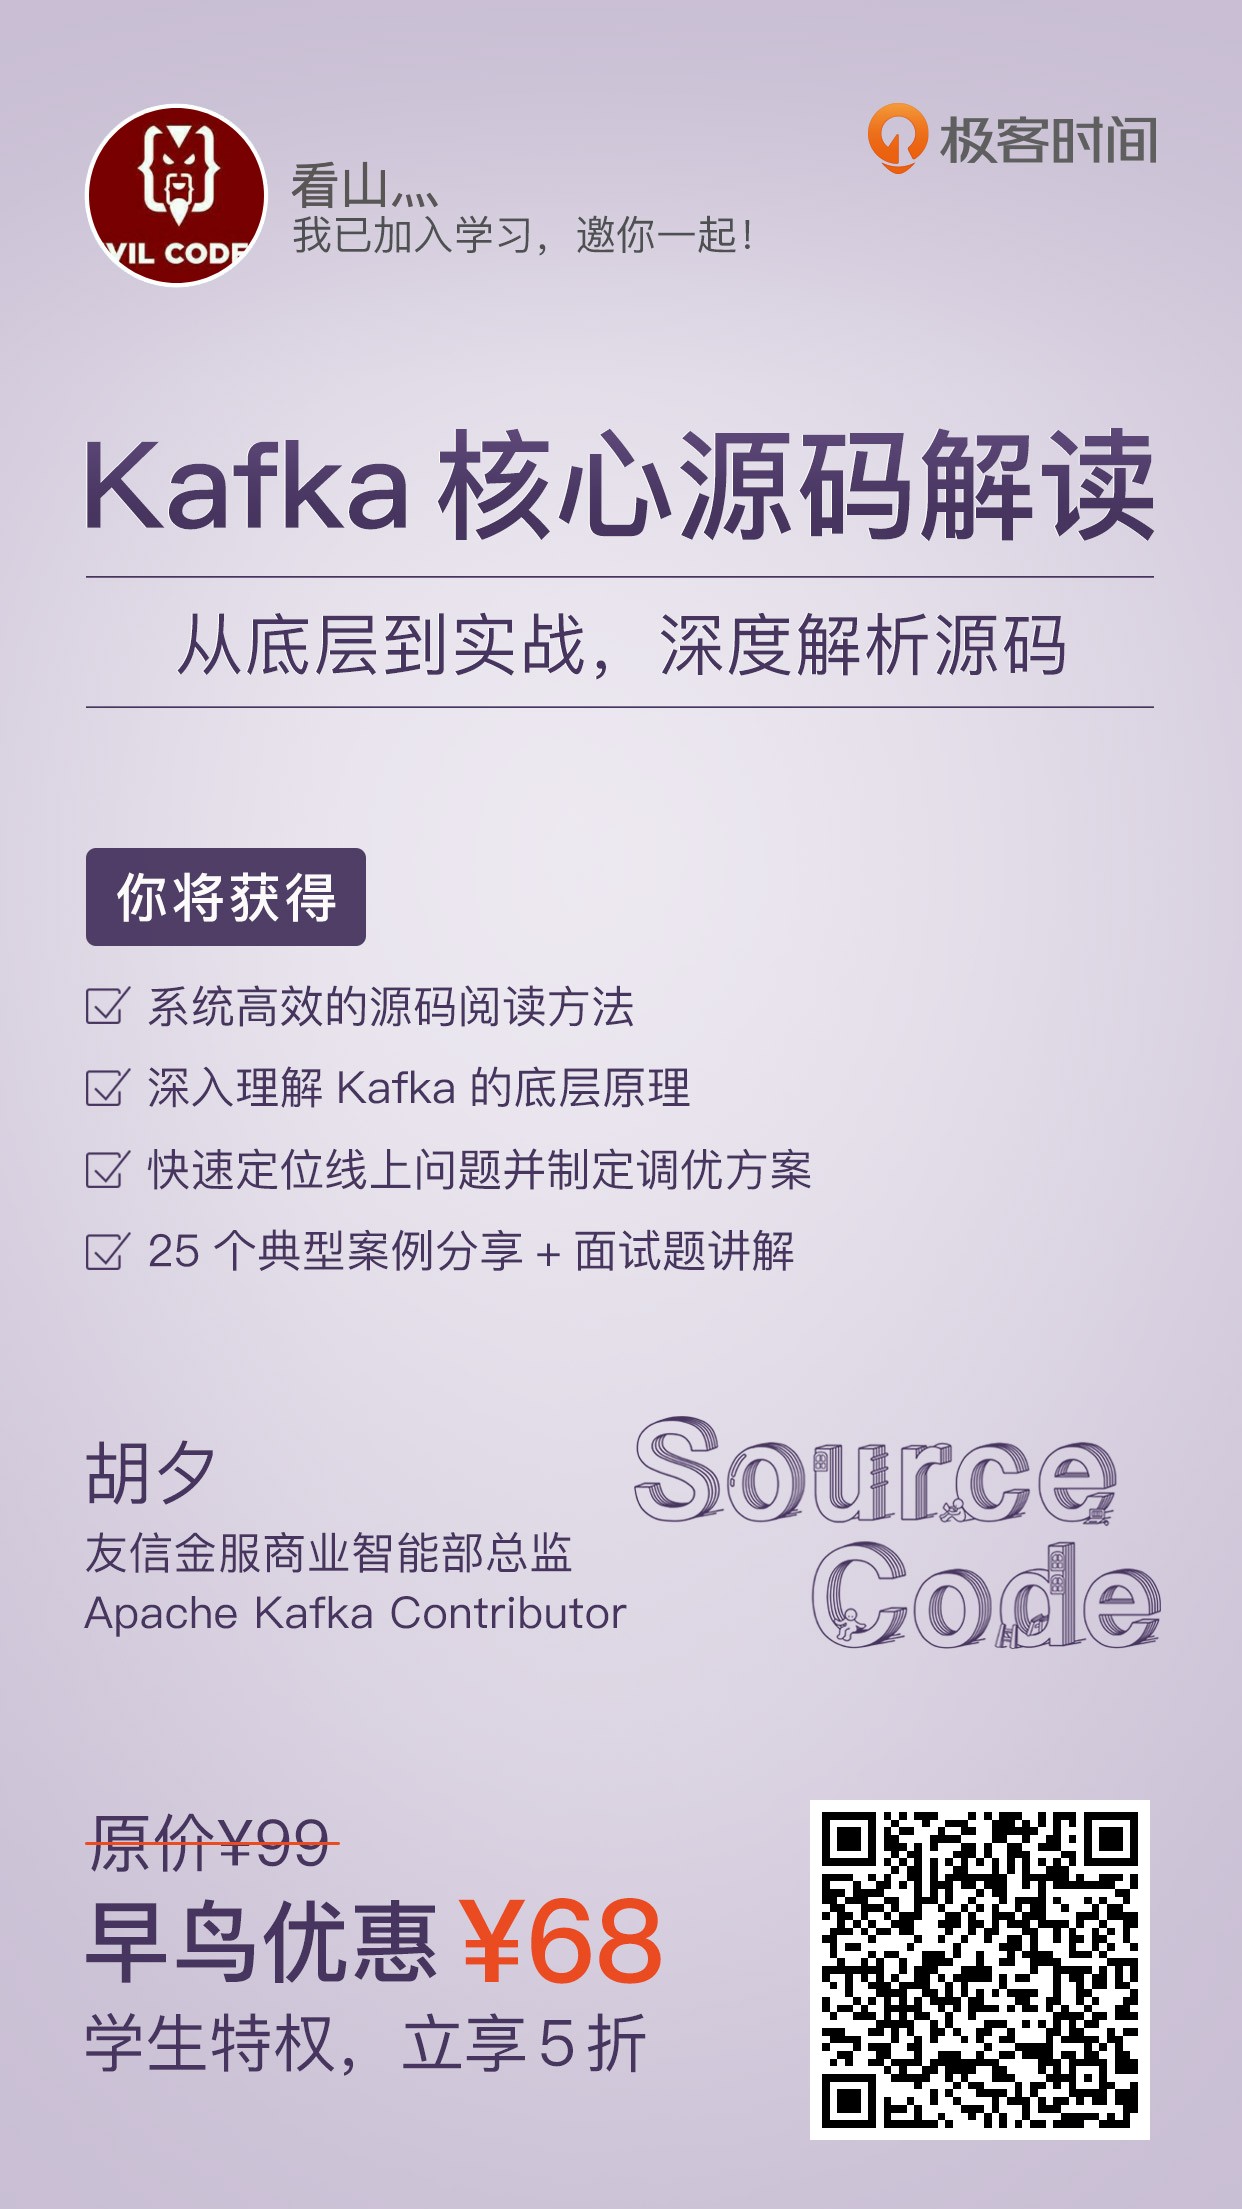 VIL CODE
看山灬
我已加入学习，邀你一起！
极客时间
Kafka 核心源码解读
从底层到实战，深度解析源码
你将获得
系统高效的源码阅读方法
深入理解 Kafka 的底层原理
快速定位线上问题并制定调优方案
25 个典型案例分享 + 面试题讲解
胡夕
友信金服商业智能部总监
Apache Kafka Contributor
Source
Code
原价¥99
早鸟优惠 ¥68
学生特权，立享 5 折